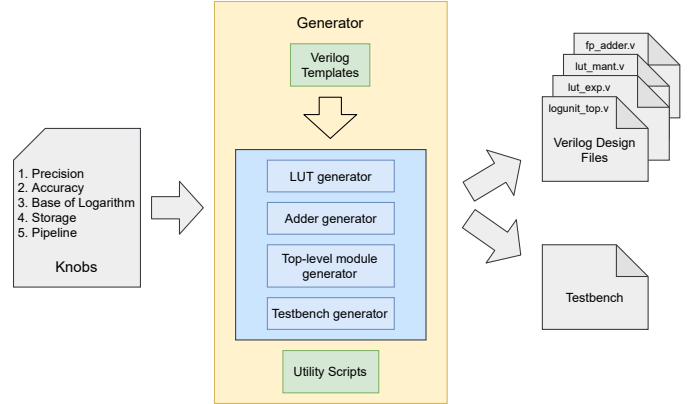 Generator
Verilog
Templates
LUT generator
Adder generator
Top-level module
generator
Testbench generator
Utility Scripts
1. Precision
2. Accuracy
3. Base of Logarithm
4. Storage
5. Pipeline
Knobs
fp_adder.v
lut_mant.v
lut_exp.v
logunit_top.v
Verilog Design
Files
Testbench